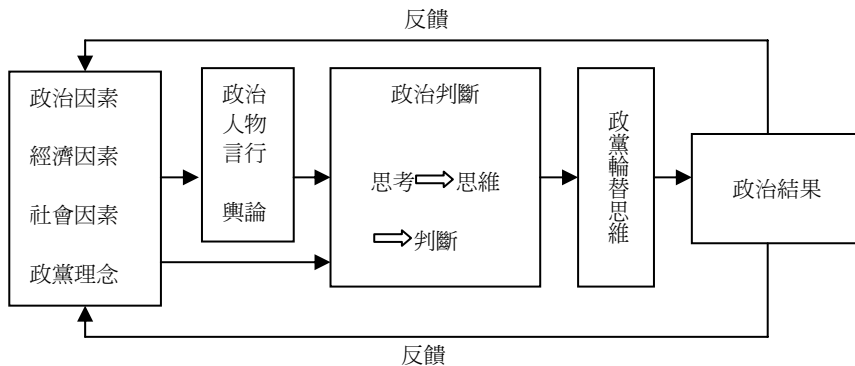 反饋
政治因素
經濟因素
社會因素
政黨理念
政治
人物
言行
輿論
政治判斷
思考 思維
判斷
政黨輪替思維
政治結果
反饋